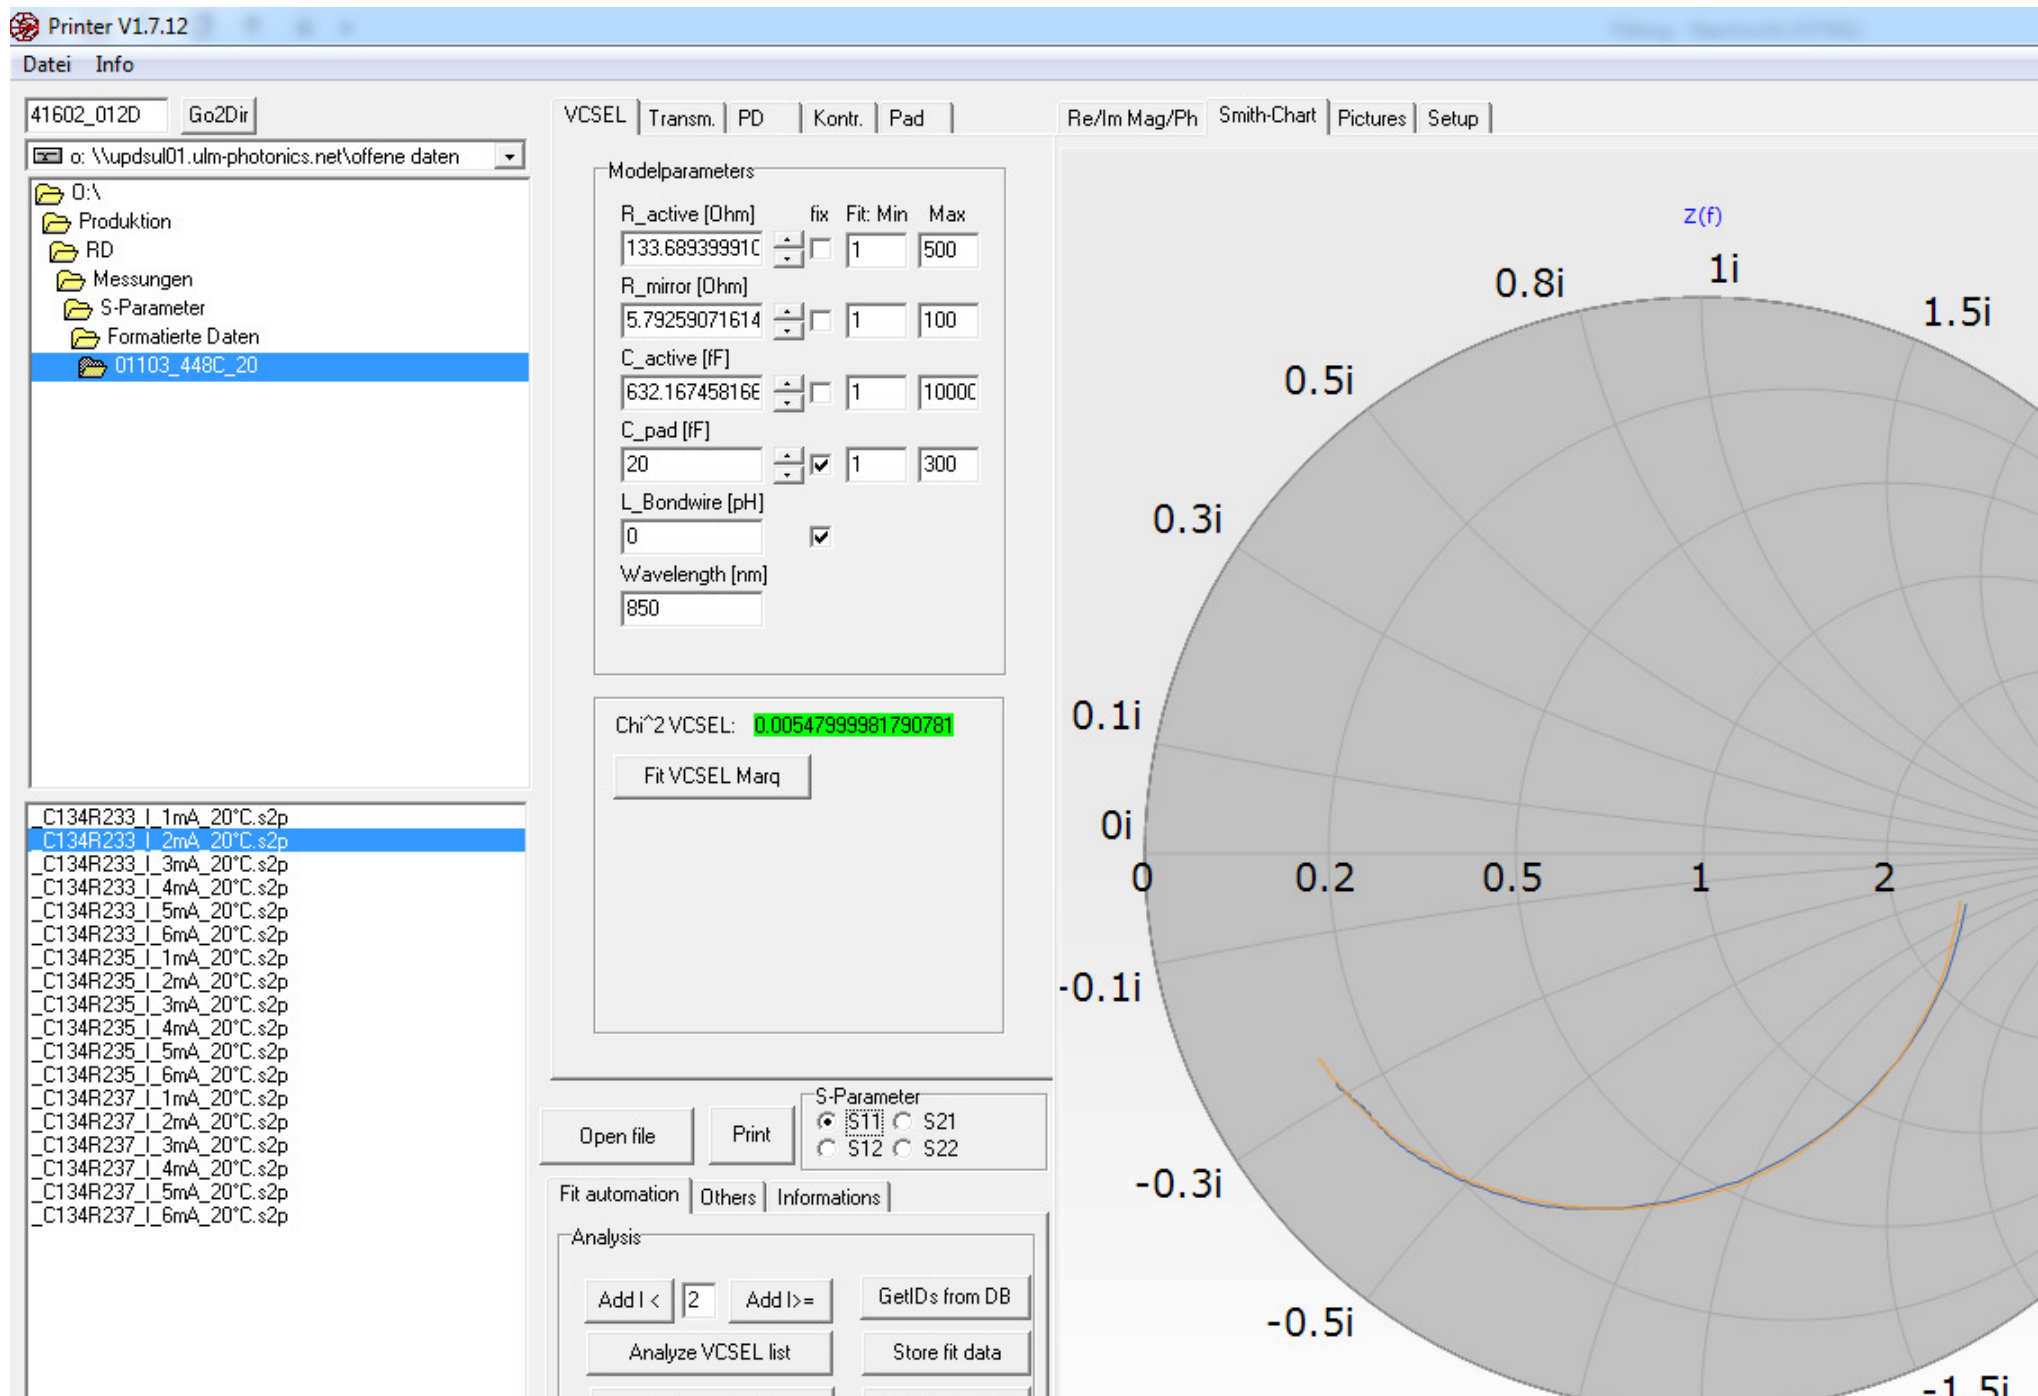 Printer V1.7.12
Datei Info
41602_012D Go2Dir
o: \\updsul01.ulm-photonics.net\offene daten
O:\
Produktion
RD
Messungen
S-Parameter
Formatierte Daten
01103_448C_20
_C134R233_I_1mA_20°C.s2p
_C134R233_I_2mA_20°C.s2p
_C134R233_I_3mA_20°C.s2p
_C134R233_I_4mA_20°C.s2p
_C134R233_I_5mA_20°C.s2p
_C134R233_I_6mA_20°C.s2p
_C134R235_I_1mA_20°C.s2p
_C134R235_I_2mA_20°C.s2p
_C134R235_I_3mA_20°C.s2p
_C134R235_I_4mA_20°C.s2p
_C134R235_I_5mA_20°C.s2p
_C134R235_I_6mA_20°C.s2p
_C134R237_I_1mA_20°C.s2p
_C134R237_I_2mA_20°C.s2p
_C134R237_I_3mA_20°C.s2p
_C134R237_I_4mA_20°C.s2p
_C134R237_I_5mA_20°C.s2p
_C134R237_I_6mA_20°C.s2p
VCSEL Transm. PD Kontr. Pad
Modelparameters
R_active [Ohm] fix Fit: Min Max
133.68939991 1 500
R_mirror [Ohm]
5.79259071614 1 100
C_active [fF]
632.16745816 1 1000
C_pad [fF]
20 1 300
L_Bondwire [pH]
0
Wavelength [nm]
850
Chi^2 VCSEL: 0.00547999981790781
Fit VCSEL Marq
Open file Print
S-Parameter
S11 S21
S12 S22
Fit automation Others Informations
Analysis
Add I < 2 Add I>= GetIDs from DB
Analyze VCSEL list Store fit data
Re/Im Mag/Ph Smith-Chart Pictures Setup
z(f)
0.8i 1i 1.5i
0.5i
0.3i
0.1i
0i
0 0.2 0.5 1 2
-0.1i
-0.3i
-0.5i
-1.5i